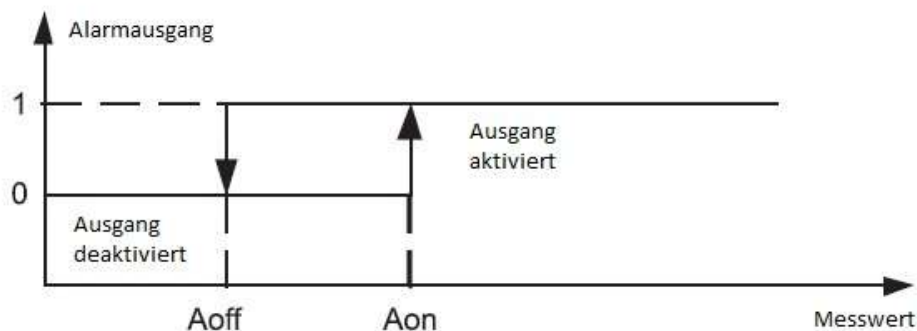 Alarmausgang
1
Ausgang
aktiviert
0
Ausgang
deaktiviert
Aoff
Aon
Messwert